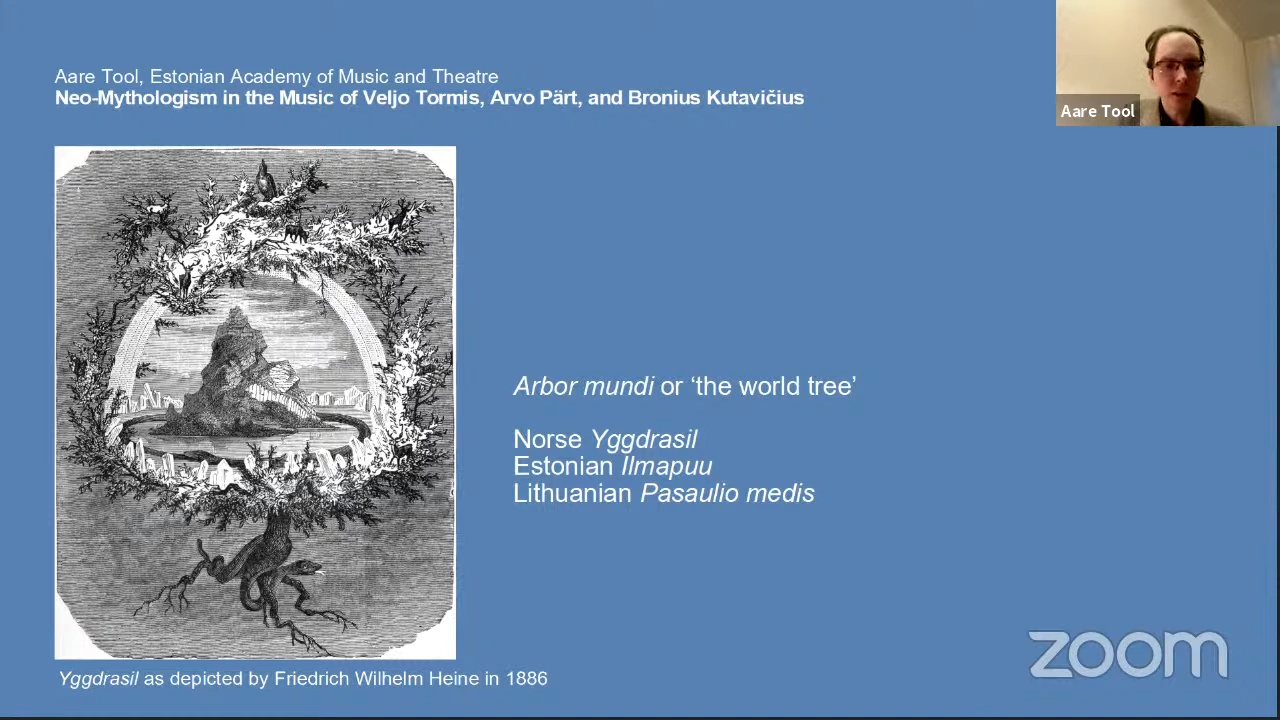 Aare Tool, Estonian Academy of Music and Theatre
Neo-Mythologism in the Music of Veljo Tormis, Arvo Pärt, and Bronius Kutavičius
Aare Tool
Arbor mundi or ‘the world tree’
Norse Yggdrasil
Estonian Ilmapuu
Lithuanian Pasaulio medis
Yggdrasil as depicted by Friedrich Wilhelm Heine in 1886
zoom